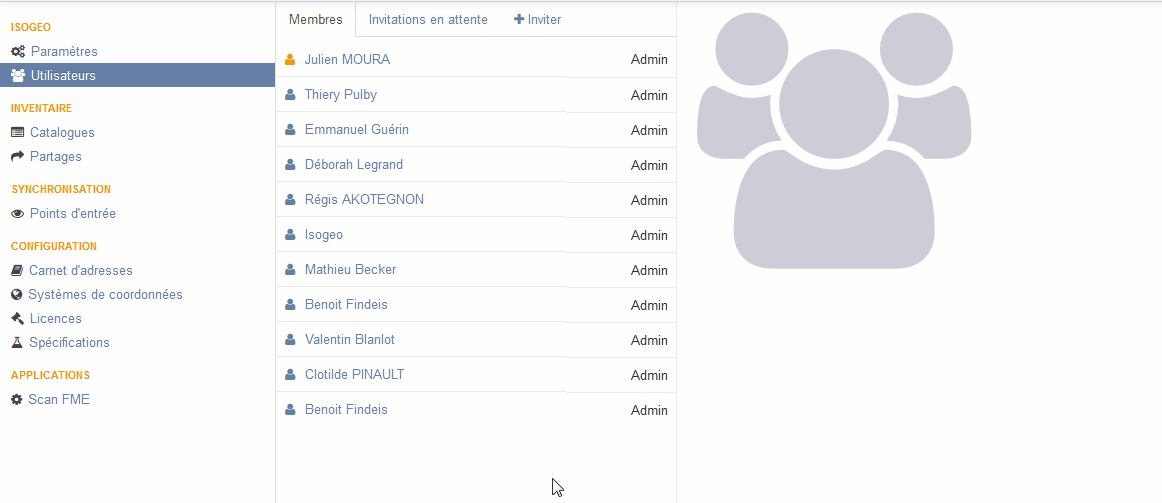 ISOGEO
Paramètres
Utilisateurs
INVENTAIRE
Catalogues
Partages
SYNCHRONISATION
Points d'entrée
CONFIGURATION
Carnet d'adresses
Systèmes de coordonnées
Licences
Spécifications
APPLICATIONS
Scan FME
Membres Invitations en attente Inviter
Julien MOURA Admin
Thiery Pulby Admin
Emmanuel Guérin Admin
Déborah Legrand Admin
Régis AKOTEGNON Admin
Isogeo Admin
Mathieu Becker Admin
Benoit Findeis Admin
Valentin Blanlot Admin
Clotilde PINAULT Admin
Benoit Findeis Admin